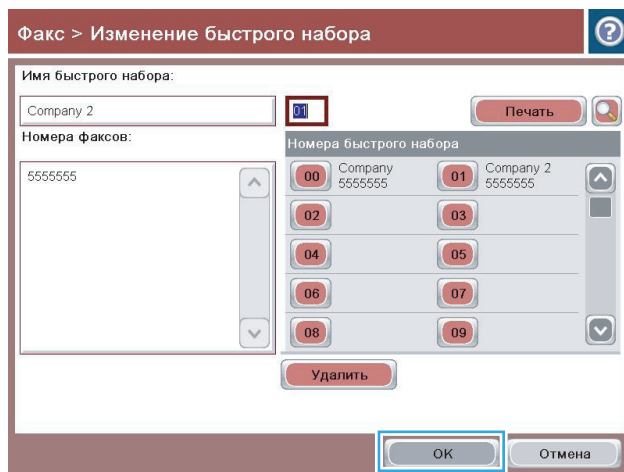 Факс > Изменение быстрого набора
?
Имя быстрого набора:
Company 2
01
Печать
Номера факсов:
5555555
Номера быстрого набора
00 Company 5555555
01 Company 2 5555555
02
03
04
05
06
07
08
09
Удалить
OK
Отмена